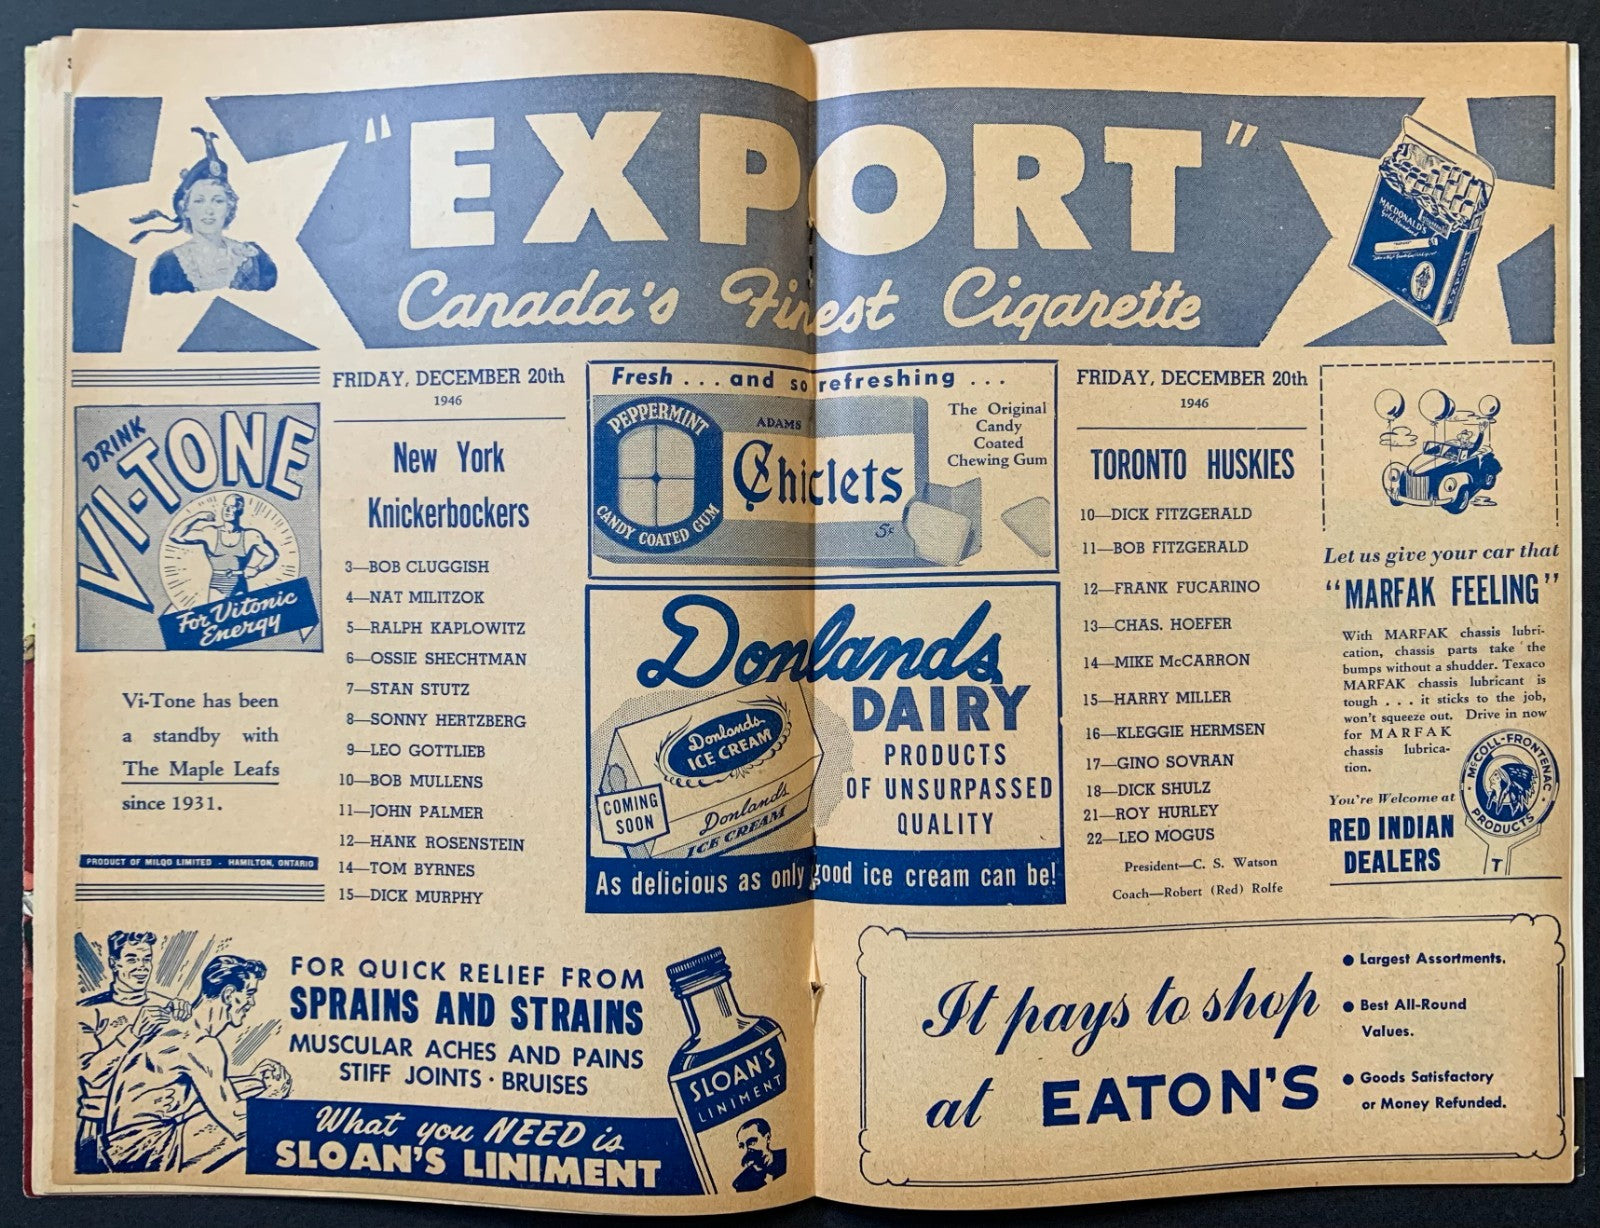 "EXPORT"
Canada's Finest Cigarette
MACDONALD'S
Gold Standard
EXPORT
DRINK
VI-TONE
For Vitonic
Energy
Vi-Tone has been
a standby with
The Maple Leafs
since 1931.
PRODUCT OF MILQO LIMITED - HAMILTON, ONTARIO
FRIDAY, DECEMBER 20th
1946
New York
Knickerbockers
3—BOB CLUGGISH
4—NAT MILITZOK
5—RALPH KAPLOWITZ
6—OSSIE SHECHTMAN
7—STAN STUTZ
8—SONNY HERTZBERG
9—LEO GOTTLIEB
10—BOB MULLENS
11—JOHN PALMER
12—HANK ROSENSTEIN
14—TOM BYRNES
15—DICK MURPHY
Fresh . . . and so refreshing . . .
PEPPERMINT
CANDY COATED GUM
ADAMS
Chiclets
5¢
The Original
Candy
Coated
Chewing Gum
Donlands
DAIRY
PRODUCTS
OF UNSURPASSED
QUALITY
Donlands
ICE CREAM
COMING
SOON
Donlands
ICE CREAM
As delicious as only good ice cream can be!
FRIDAY, DECEMBER 20th
1946
TORONTO HUSKIES
10—DICK FITZGERALD
11—BOB FITZGERALD
12—FRANK FUCARINO
13—CHAS. HOEFER
14—MIKE McCARRON
15—HARRY MILLER
16—KLEGGIE HERMSEN
17—GINO SOVRAN
18—DICK SHULZ
21—ROY HURLEY
22—LEO MOGUS
President—C. S. Watson
Coach—Robert (Red) Rolfe
Let us give your car that
"MARFAK FEELING"
With MARFAK chassis lubri-
cation, chassis parts take the
bumps without a shudder. Texaco
MARFAK chassis lubricant is
tough . . . it sticks to the job,
won't squeeze out. Drive in now
for MARFAK
chassis lubrica-
tion.
You're Welcome at
RED INDIAN
DEALERS
McCOLL-FRONTENAC
PRODUCTS
T
FOR QUICK RELIEF FROM
SPRAINS AND STRAINS
MUSCULAR ACHES AND PAINS
STIFF JOINTS · BRUISES
What you NEED is
SLOAN'S LINIMENT
SLOAN'S
LINIMENT
It pays to shop
at EATON'S
● Largest Assortments.
● Best All-Round
Values.
● Goods Satisfactory
or Money Refunded.